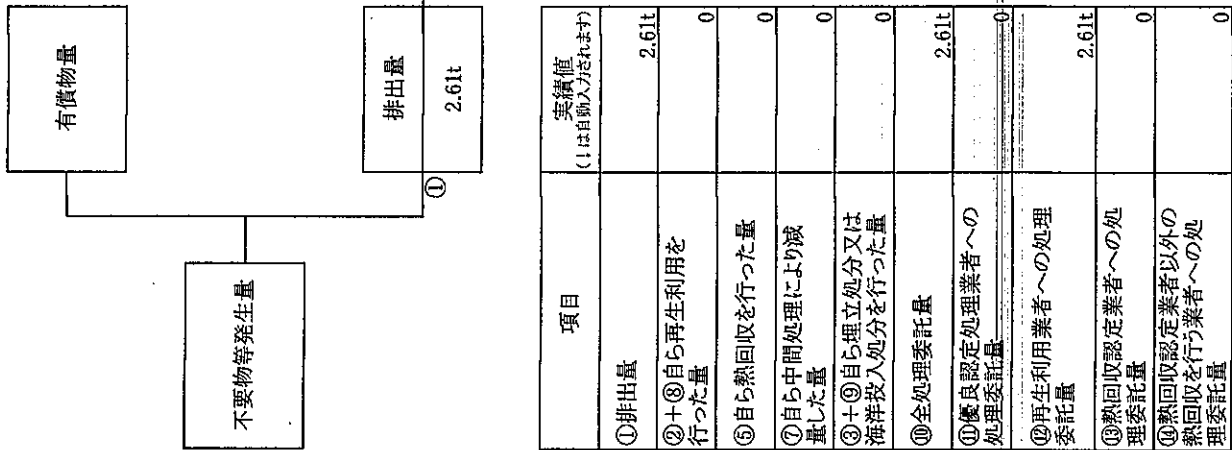 有償物量
不要物等発生量
排出量
2.61t
①
項目
実績値
(①は自動入力されます)
①排出量
2.61t
②+⑧自ら再生利用を
行った量
0
⑤自ら熱回収を行った量
0
⑦自ら中間処理により減
量した量
0
③+⑨自ら埋立処分又は
海洋投入処分を行った量
0
⑩全処理委託量
2.61t
⑪優良認定処理業者への
処理委託量
0
⑫再生利用業者への処理
委託量
2.61t
⑬熱回収認定業者への処
理委託量
0
⑭熱回収認定業者以外の
熱回収を行う業者への処
理委託量
0